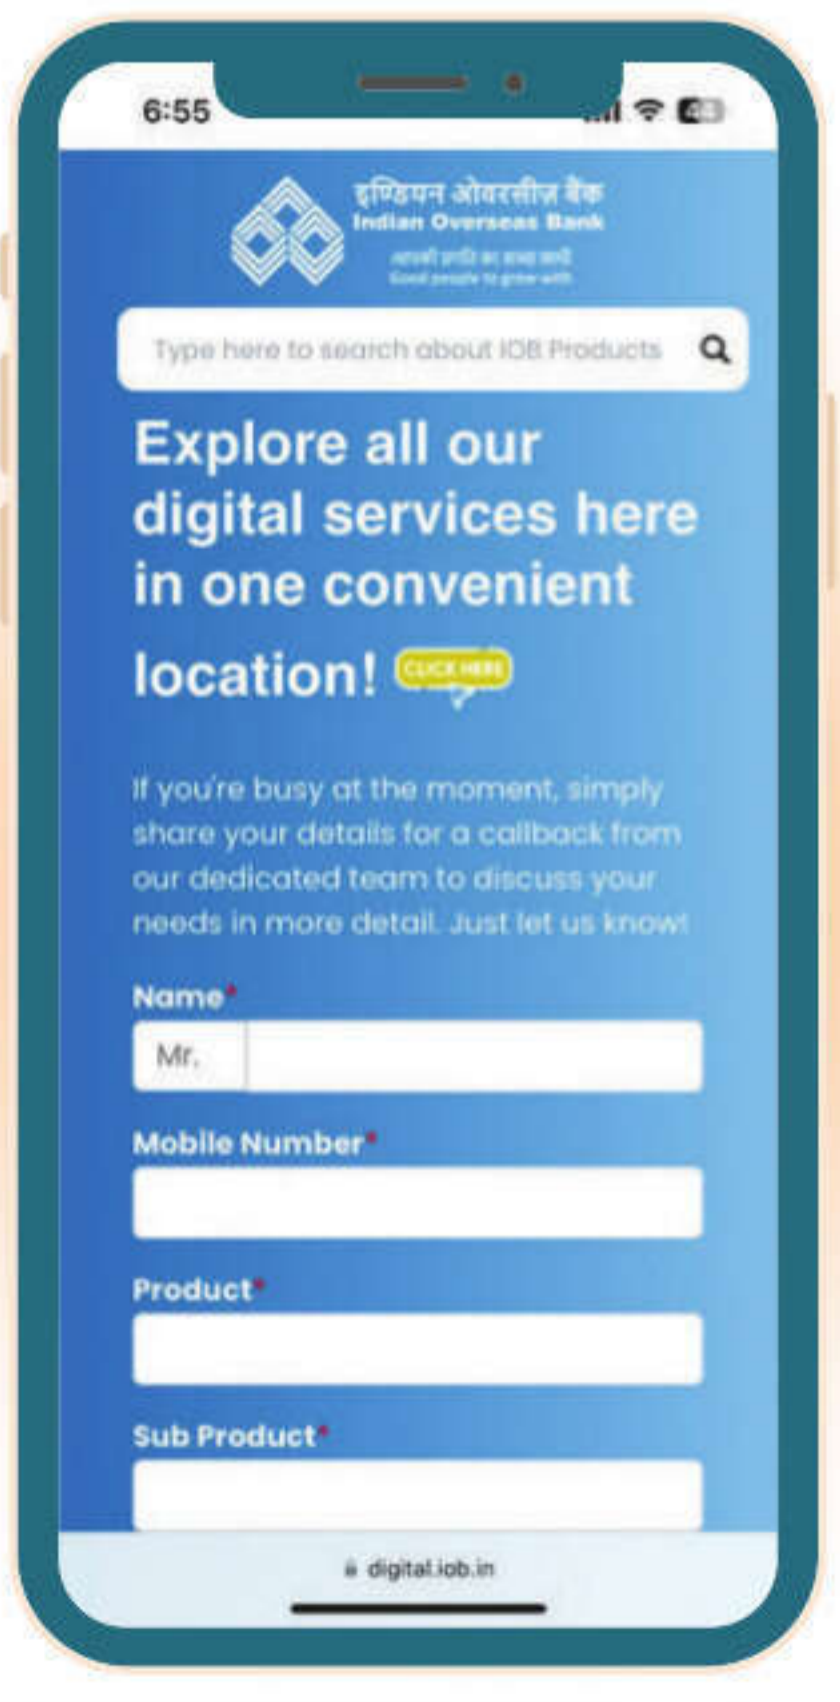 6:55
इण्डियन ओवरसीज़ बैंक
Indian Overseas Bank
आपकी प्रगति का सच्चा साथी
Good people to grow with
Type here to search about IOB Products
Explore all our
digital services here
in one convenient
location! CLICK HERE
If you're busy at the moment, simply
share your details for a callback from
our dedicated team to discuss your
needs in more detail. Just let us know!
Name*
Mr.
Mobile Number*
Product*
Sub Product*
digital.iob.in